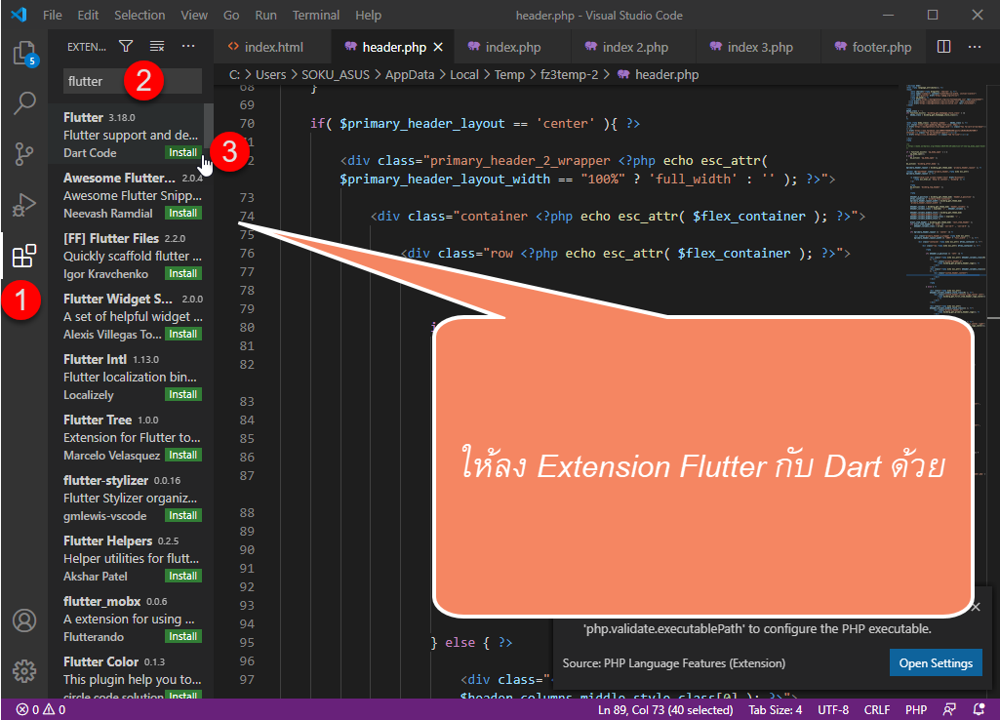 File Edit Selection View Go Run Terminal Help header.php - Visual Studio Code
EXTEN...
index.html header.php index.php index 2.php index 3.php footer.php
5
flutter
2
C: > Users > SOKU_ASUS > AppData > Local > Temp > fz3temp-2 > header.php
Flutter 3.18.0
Flutter support and de...
Dart Code Install
3
Awesome Flutter... 2.0.4
Awesome Flutter Snipp...
Neevash Ramdial Install
[FF] Flutter Files 2.2.0
Quickly scaffold flutter ...
Igor Kravchenko Install
1
Flutter Widget S... 2.0.0
A set of helpful widget ...
Alexis Villegas To... Install
Flutter Intl 1.13.0
Flutter localization bin...
Localizely Install
Flutter Tree 1.0.0
Extension for Flutter to...
Marcelo Velasquez Install
flutter-stylizer 0.0.16
Flutter Stylizer organiz...
gmlewis-vscode Install
Flutter Helpers 0.2.5
Helper utilities for flutt...
Akshar Patel Install
flutter_mobx 0.0.6
A extension for using ...
Flutterando Install
Flutter Color 0.1.3
This plugin help you to...
circle code solution Install
68 }
69
70 if( $primary_header_layout == 'center' ){ ?>
<div class="primary_header_2_wrapper <?php echo esc_attr(
$primary_header_layout_width == "100%" ? 'full_width' : '' ); ?>">
73
74 <div class="container <?php echo esc_attr( $flex_container ); ?>">
75
76 <div class="row <?php echo esc_attr( $flex_container ); ?>">
77
78
79
80
81
82
83
84
85
86
87
88
89
90
91
92
93
94
95 } else { ?>
96
97 <div class="
$header_columns_middle_style_class[0] ); ?>">
ให้ลง Extension Flutter กับ Dart ด้วย
'php.validate.executablePath' to configure the PHP executable.
Source: PHP Language Features (Extension) Open Settings
0 0 Ln 89, Col 73 (40 selected) Tab Size: 4 UTF-8 CRLF PHP